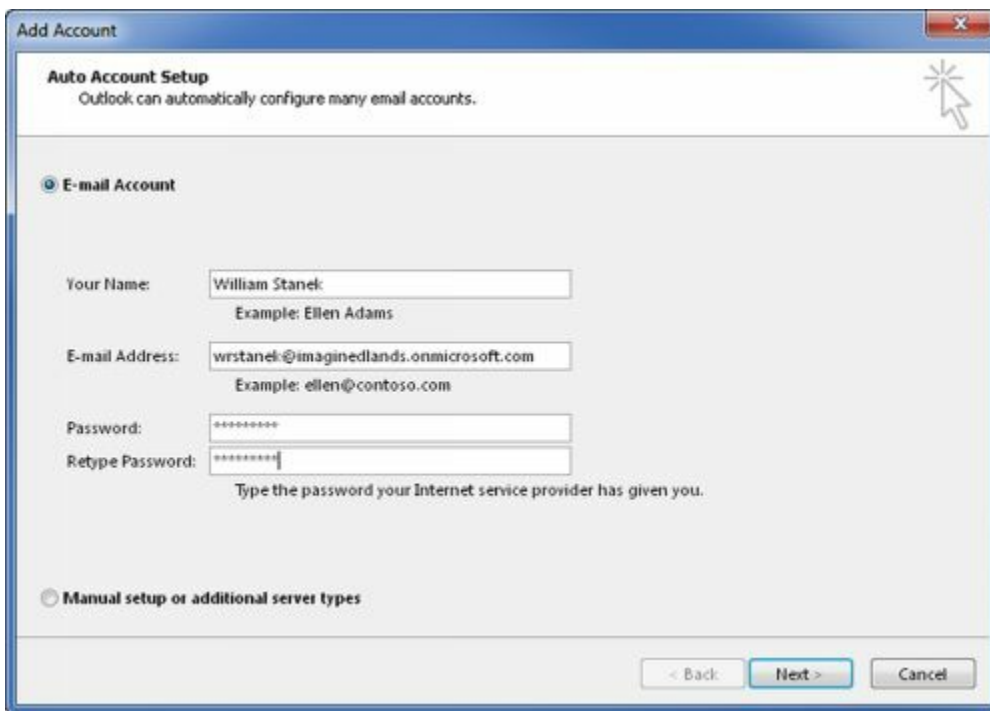 Add Account
Auto Account Setup
Outlook can automatically configure many email accounts.
E-mail Account
Your Name: William Stanek
Example: Ellen Adams
E-mail Address: wrstanek@imaginedlands.onmicrosoft.com
Example: ellen@contoso.com
Password: *********
Retype Password: *********
Type the password your Internet service provider has given you.
Manual setup or additional server types
< Back Next > Cancel